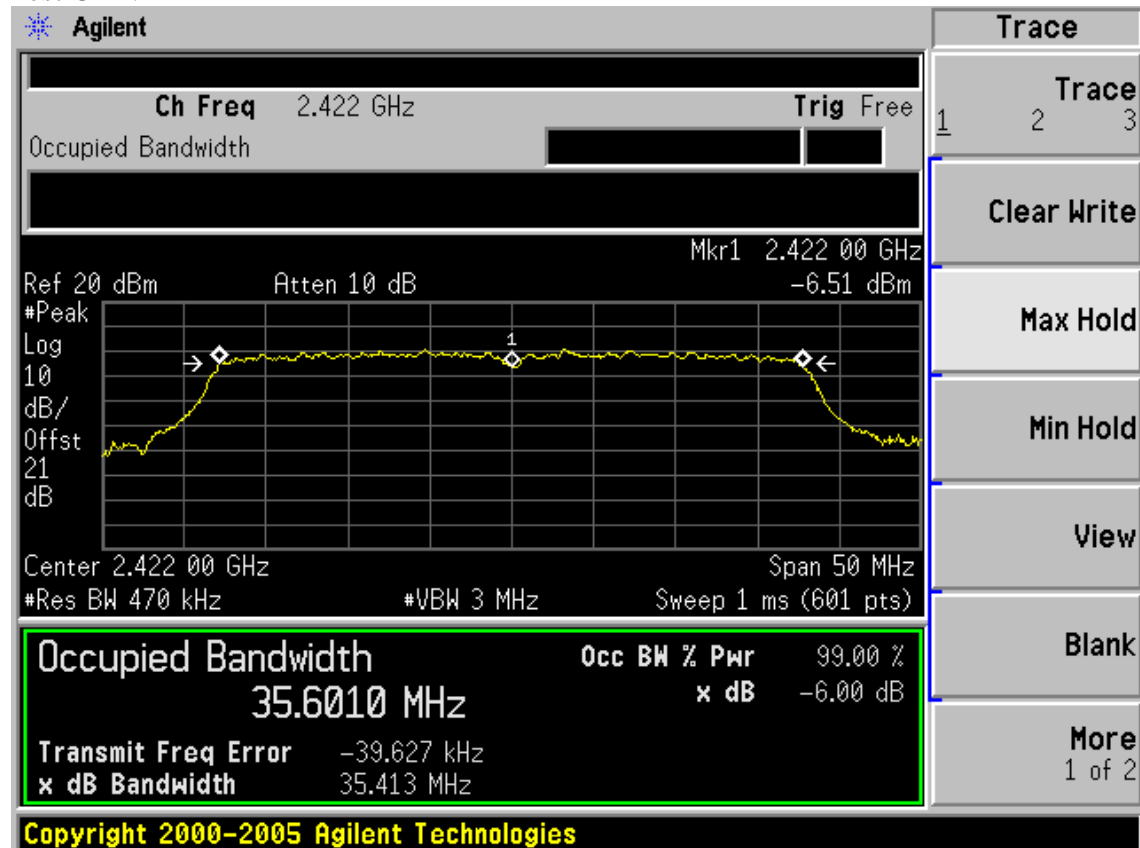 Agilent
Trace
Ch Freq 2.422 GHz Trig Free
Occupied Bandwidth
Trace
1 2 3
Clear Write
Max Hold
Min Hold
View
Blank
More
1 of 2
Mkr1 2.422 00 GHz
Ref 20 dBm Atten 10 dB -6.51 dBm
#Peak
Log
10
dB/
Offst
21
dB
1
Center 2.422 00 GHz Span 50 MHz
#Res BW 470 kHz #VBW 3 MHz Sweep 1 ms (601 pts)
Occupied Bandwidth Occ BW % Pwr 99.00 %
35.6010 MHz x dB -6.00 dB
Transmit Freq Error -39.627 kHz
x dB Bandwidth 35.413 MHz
Copyright 2000-2005 Agilent Technologies